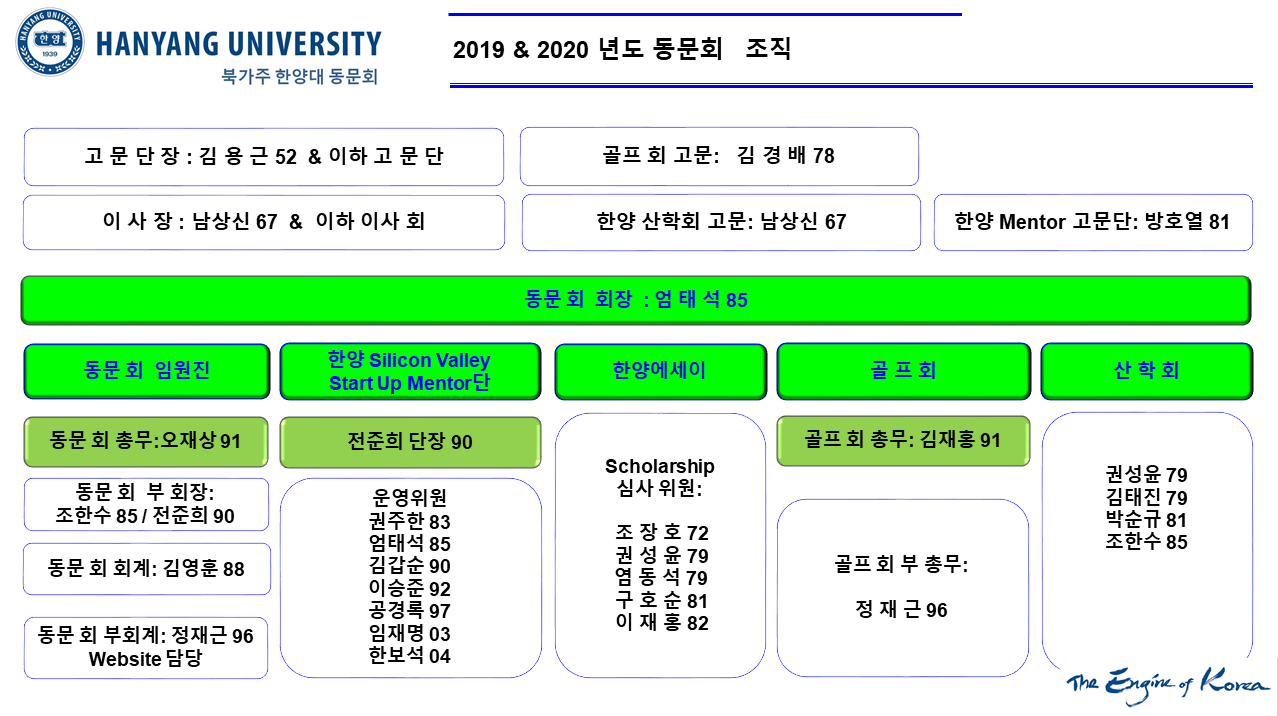 HANYANG UNIVERSITY
HANYANG UNIVERSITY
한양
1939
북가주 한양대 동문회
2019 & 2020 년도 동문회 조직
고 문 단 장 : 김 용 근 52 & 이하 고 문 단
골프 회 고문: 김 경 배 78
이 사 장 : 남상신 67 & 이하 이사 회
한양 산학회 고문: 남상신 67
한양 Mentor 고문단: 방호열 81
동문 회 회장 : 엄 태 석 85
동문 회 임원진
한양 Silicon Valley
Start Up Mentor단
한양에세이
골 프 회
산 학 회
동문 회 총무:오재상 91
동문 회 부 회장:
조한수 85 / 전준희 90
동문 회 회계: 김영훈 88
동문 회 부회계: 정재근 96
Website 담당
전준희 단장 90
운영위원
권주한 83
엄태석 85
김갑순 90
이승준 92
공경록 97
임재명 03
한보석 04
Scholarship
심사 위원:
조 장 호 72
권 성 윤 79
염 동 석 79
구 호 순 81
이 재 홍 82
골프 회 총무: 김재홍 91
골프 회 부 총무:
정 재 근 96
권성윤 79
김태진 79
박순규 81
조한수 85
The Engine of Korea